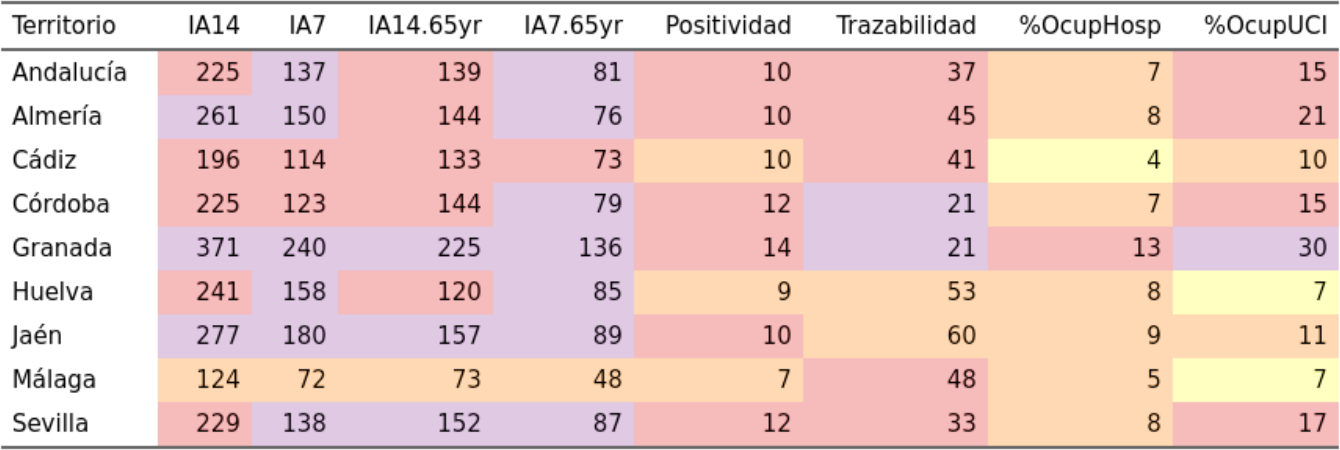 Territorio IA14 IA7 IA14.65yr IA7.65yr Positividad Trazabilidad %OcupHosp %OcupUCI
Andalucía 225 137 139 81 10 37 7 15
Almería 261 150 144 76 10 45 8 21
Cádiz 196 114 133 73 10 41 4 10
Córdoba 225 123 144 79 12 21 7 15
Granada 371 240 225 136 14 21 13 30
Huelva 241 158 120 85 9 53 8 7
Jaén 277 180 157 89 10 60 9 11
Málaga 124 72 73 48 7 48 5 7
Sevilla 229 138 152 87 12 33 8 17